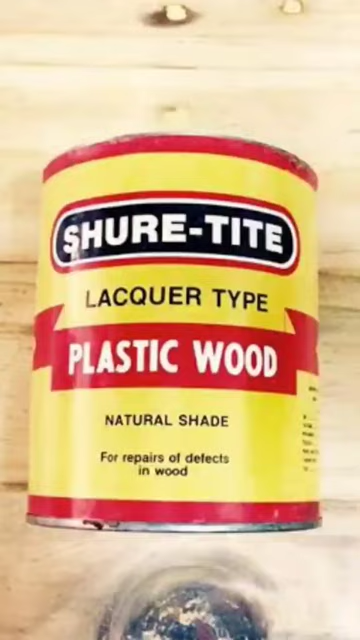 SHURE-TITE
LACQUER TYPE
PLASTIC WOOD
NATURAL SHADE
For repairs of defects
in wood